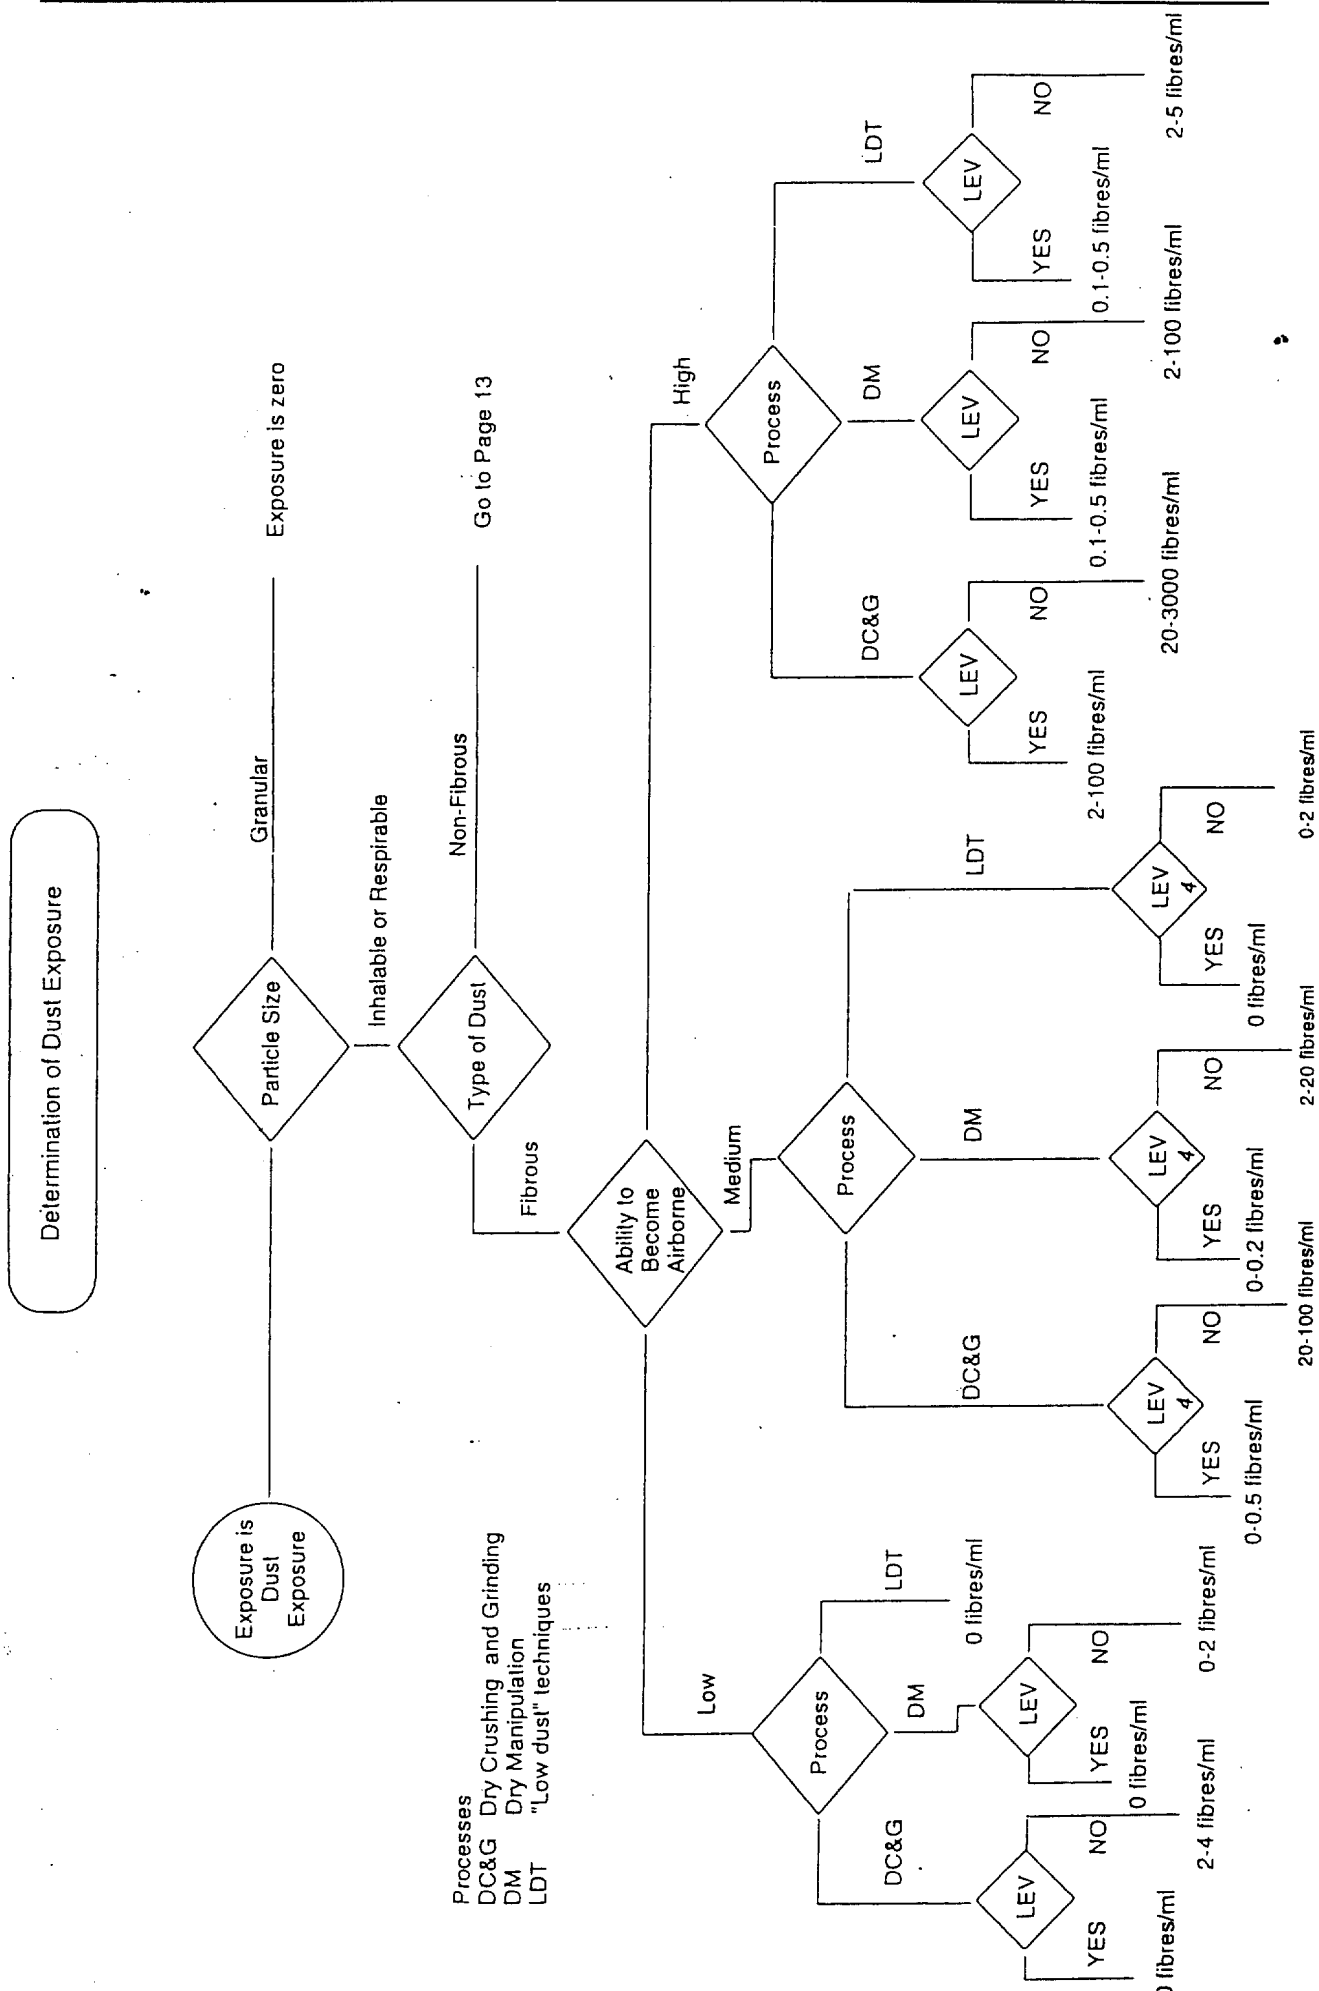 Determination of Dust Exposure
Exposure is
Dust
Exposure
Particle Size
Granular
Exposure is zero
Inhalable or Respirable
Type of Dust
Non-Fibrous
Go to Page 13
Fibrous
Processes
DC&G Dry Crushing and Grinding
DM Dry Manipulation
LDT "Low dust" techniques
Ability to
Become
Airborne
Low
Medium
High
Process
DC&G
DM
LDT
0 fibres/ml
LEV
YES
NO
fibres/ml
2-4 fibres/ml
LEV
YES
NO
0 fibres/ml
0-2 fibres/ml
Process
DC&G
DM
LDT
LEV
4
YES
NO
0-0.5 fibres/ml
20-100 fibres/ml
LEV
4
YES
NO
0-0.2 fibres/ml
2-20 fibres/ml
LEV
4
YES
NO
0 fibres/ml
0-2 fibres/ml
Process
DC&G
DM
LDT
LEV
YES
NO
2-100 fibres/ml
20-3000 fibres/ml
LEV
YES
NO
0.1-0.5 fibres/ml
2-100 fibres/ml
LEV
YES
NO
0.1-0.5 fibres/ml
2-5 fibres/ml